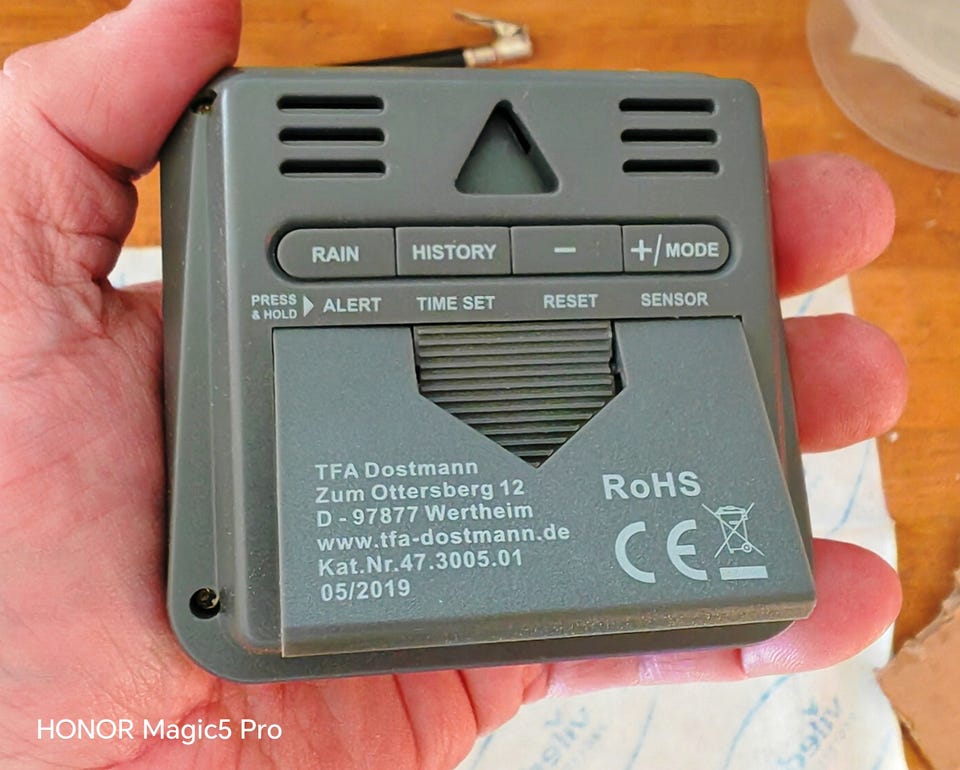 RAIN HISTORY − +/MODE
PRESS & HOLD ▶ ALERT TIME SET RESET SENSOR
TFA Dostmann
Zum Ottersberg 12
D - 97877 Wertheim
www.tfa-dostmann.de
Kat.Nr.47.3005.01
05/2019
RoHS
CE
HONOR Magic5 Pro